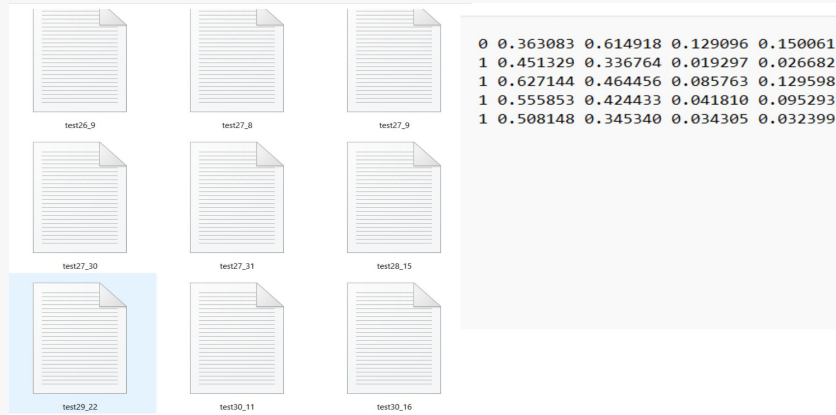 test26_9 test27_8 test27_9
test27_30 test27_31 test28_15
test29_22 test30_11 test30_16
0 0.363083 0.614918 0.129096 0.150061
1 0.451329 0.336764 0.019297 0.026682
1 0.627144 0.464456 0.085763 0.129598
1 0.555853 0.424433 0.041810 0.095293
1 0.508148 0.345340 0.034305 0.032399